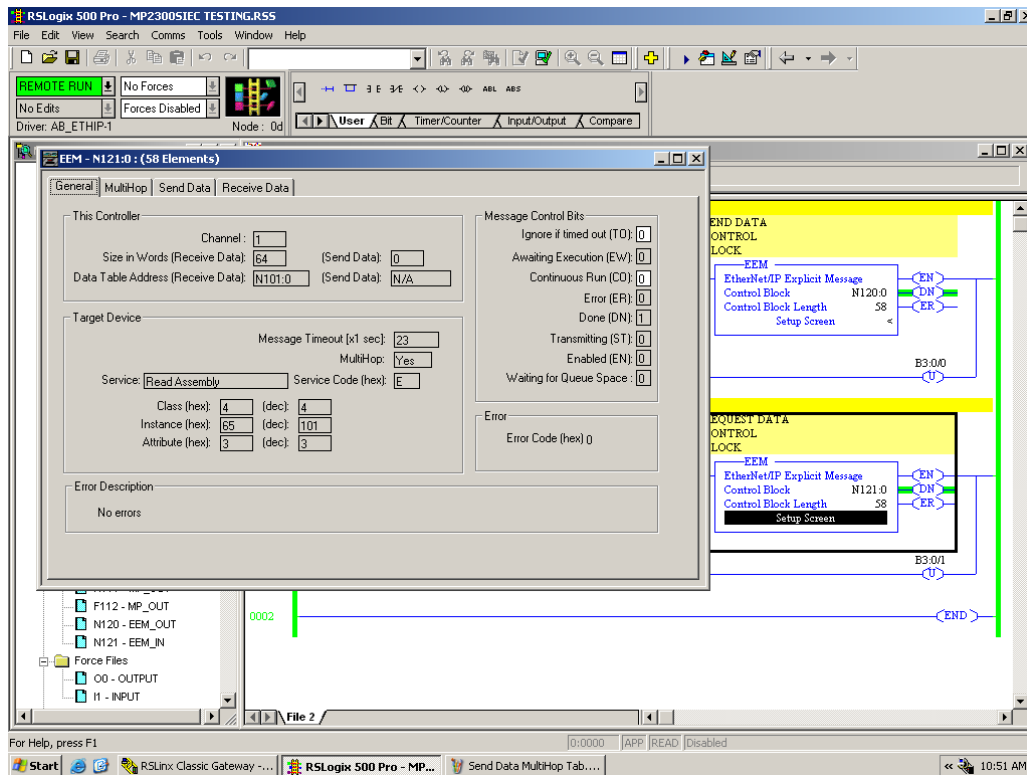 RSLogix 500 Pro - MP2300SIEC TESTING.RSS
File Edit View Search Comms Tools Window Help
REMOTE RUN No Forces
No Edits Forces Disabled
Driver: AB_ETHIP-1 Node : 0d
ABL ABS
User Bit Timer/Counter Input/Output Compare
EEM - N121:0 : (58 Elements)
General MultiHop Send Data Receive Data
This Controller
Channel : 1
Size in Words (Receive Data): 64 (Send Data): 0
Data Table Address (Receive Data): N101:0 (Send Data): N/A
Target Device
Message Timeout [x1 sec]: 23
MultiHop: Yes
Service: Read Assembly Service Code (hex): E
Class (hex): 4 (dec): 4
Instance (hex): 65 (dec): 101
Attribute (hex): 3 (dec): 3
Message Control Bits
Ignore if timed out (TO): 0
Awaiting Execution (EW): 0
Continuous Run (CO): 0
Error (ER): 0
Done (DN): 1
Transmitting (ST): 0
Enabled (EN): 0
Waiting for Queue Space : 0
Error
Error Code (hex) 0
Error Description
No errors
END DATA
ONTROL
LOCK
EEM
EtherNet/IP Explicit Message
Control Block N120:0
Control Block Length 58
Setup Screen <
EN
DN
ER
B3:0/0
U
EQUEST DATA
ONTROL
LOCK
EEM
EtherNet/IP Explicit Message
Control Block N121:0
Control Block Length 58
Setup Screen
EN
DN
ER
B3:0/1
U
0002
END
F112 - MP_OUT
N120 - EEM_OUT
N121 - EEM_IN
Force Files
O0 - OUTPUT
I1 - INPUT
File 2
For Help, press F1
0:0000 APP READ Disabled
Start RSLinx Classic Gateway -... RSLogix 500 Pro - MP... Send Data MultiHop Tab.... « 10:51 AM